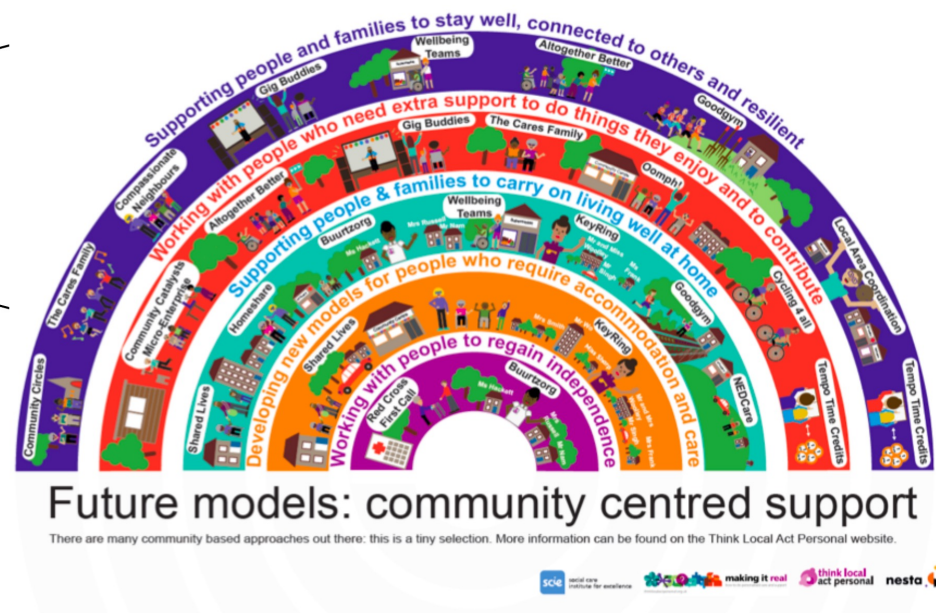 Supporting people and families to stay well, connected to others and resilient
Community Circles
The Cares Family
Compassionate
Neighbours
Gig Buddies
Wellbeing
Teams
Altogether Better
Goodgym
Local Area Coordination
Tempo Time Credits
Working with people who need extra support to do things they enjoy and to contribute
Community Catalysts
Micro-Enterprise
Altogether Better
Gig Buddies
The Cares Family
Oomph!
Cycling 4 all
Tempo Time Credits
Supporting people & families to carry on living well at home
Shared Lives
Homeshare
Buurtzorg
Ms Hackett
Mrs Russell
Wellbeing
Teams
KeyRing
Goodgym
NEDCare
Developing new models for people who require accommodation and care
Shared Lives
KeyRing
Working with people to regain independence
Red Cross
First Call
Ms Hackett
Buurtzorg
Future models: community centred support
There are many community based approaches out there: this is a tiny selection. More information can be found on the Think Local Act Personal website.
scie social care
institute for excellence
making it real
think local
act personal
nesta